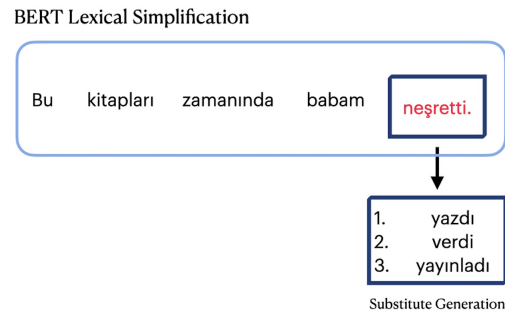 BERT Lexical Simplification
Bu kitapları zamanında babam neşretti.
1. yazdı
2. verdi
3. yayınladı
Substitute Generation